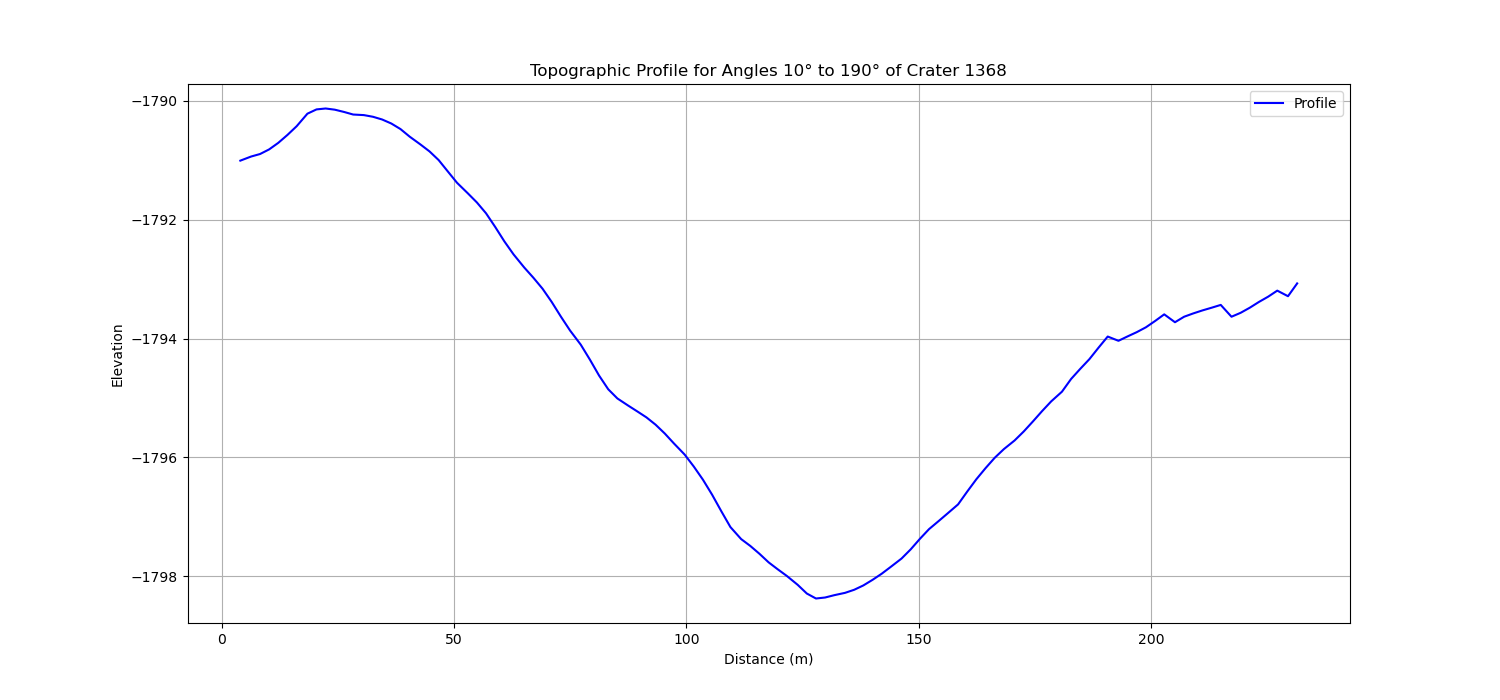 Topographic Profile for Angles 10° to 190° of Crater 1368
Profile
−1790
−1792
−1794
−1796
−1798
Elevation
0
50
100
150
200
Distance (m)